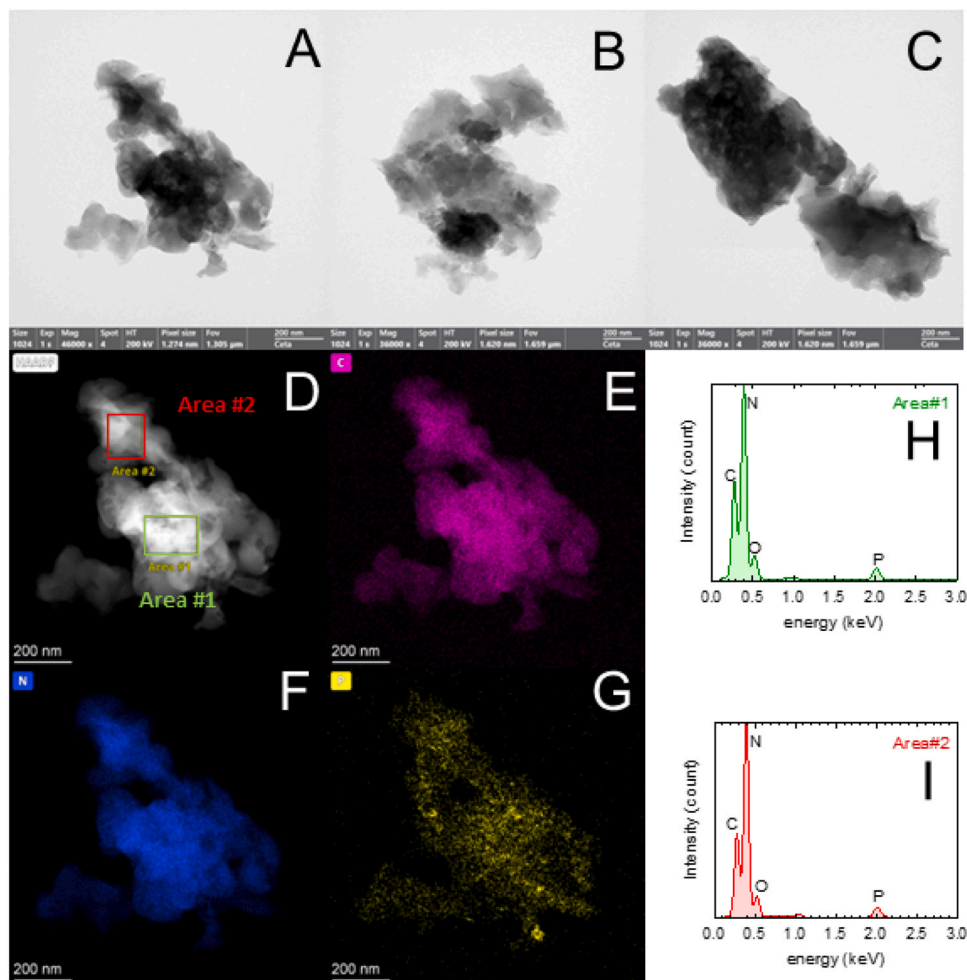 A
B
C
Size Exp Mag Spot HT Pixel size Fov 200 nm
1024 1 s 46000 x 4 200 kV 1.274 nm 1.305 µm Ceta
Size Exp Mag Spot HT Pixel size Fov 200 nm
1024 1 s 36000 x 4 200 kV 1.620 nm 1.659 µm Ceta
Size Exp Mag Spot HT Pixel size Fov 200 nm
1024 1 s 36000 x 4 200 kV 1.620 nm 1.659 µm Ceta
HAADF
D
Area #2
Area #2
Area #1
Area #1
200 nm
C
E
200 nm
Area#1
H
N
C
O
P
Intensity (count)
0.0 0.5 1.0 1.5 2.0 2.5 3.0
energy (keV)
N
F
200 nm
P
G
200 nm
Area#2
I
N
C
O
P
Intensity (count)
0.0 0.5 1.0 1.5 2.0 2.5 3.0
energy (keV)